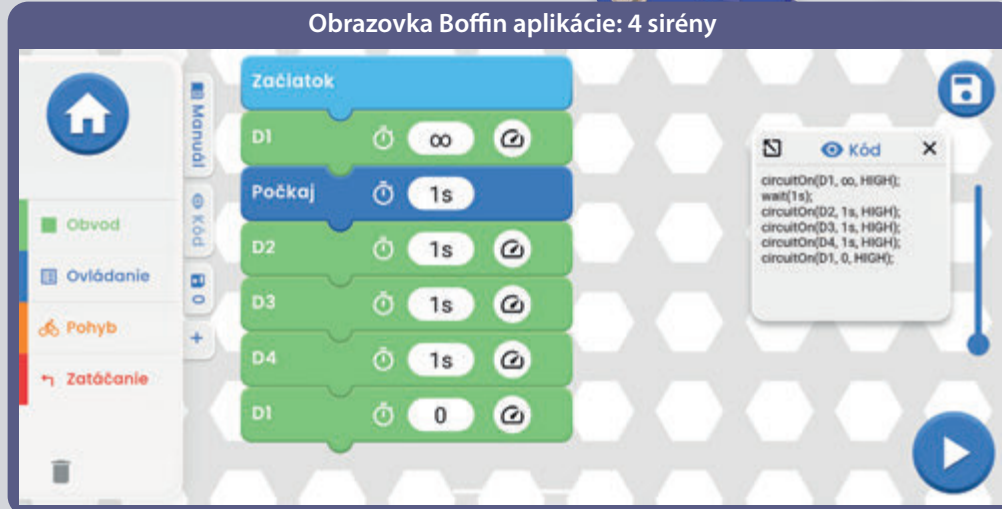 Obrazovka Boffin aplikácie: 4 sirény
Manuál
Kód
0
+
Obvod
Ovládanie
Pohyb
Zatáčanie
Začiatok
D1 ∞
Počkaj 1s
D2 1s
D3 1s
D4 1s
D1 0
Kód ×
circuitOn(D1, ∞, HIGH);
wait(1s);
circuitOn(D2, 1s, HIGH);
circuitOn(D3, 1s, HIGH);
circuitOn(D4, 1s, HIGH);
circuitOn(D1, 0, HIGH);